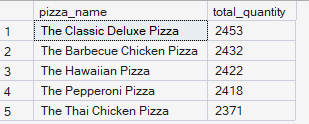 pizza_name total_quantity
1 The Classic Deluxe Pizza 2453
2 The Barbecue Chicken Pizza 2432
3 The Hawaiian Pizza 2422
4 The Pepperoni Pizza 2418
5 The Thai Chicken Pizza 2371